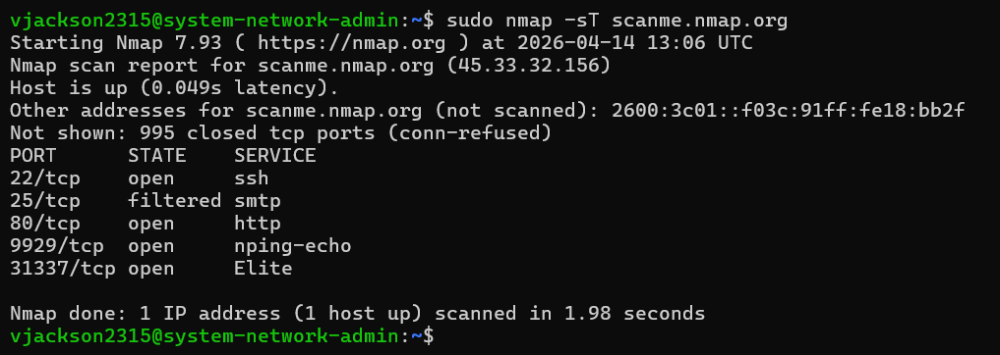 vjackson2315@system-network-admin:~$ sudo nmap -sT scanme.nmap.org
Starting Nmap 7.93 ( https://nmap.org ) at 2026-04-14 13:06 UTC
Nmap scan report for scanme.nmap.org (45.33.32.156)
Host is up (0.049s latency).
Other addresses for scanme.nmap.org (not scanned): 2600:3c01::f03c:91ff:fe18:bb2f
Not shown: 995 closed tcp ports (conn-refused)
PORT      STATE    SERVICE
22/tcp    open     ssh
25/tcp    filtered smtp
80/tcp    open     http
9929/tcp  open     nping-echo
31337/tcp open     Elite

Nmap done: 1 IP address (1 host up) scanned in 1.98 seconds
vjackson2315@system-network-admin:~$